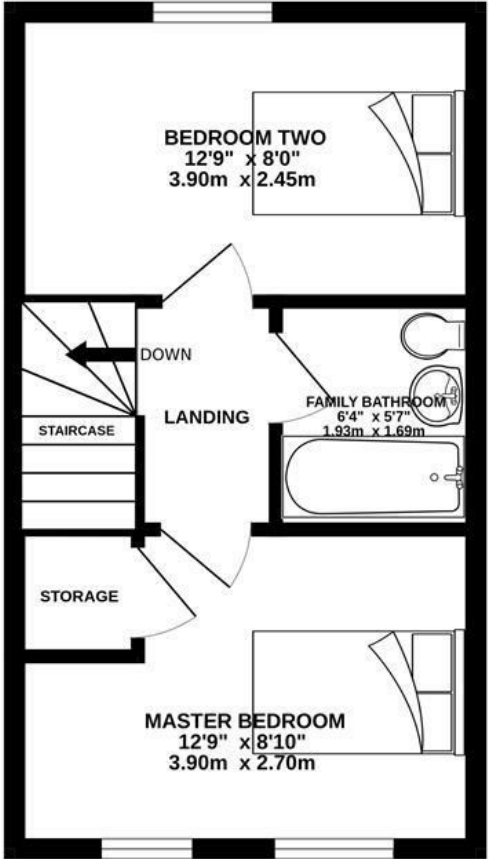 BEDROOM TWO
12'9" x 8'0"
3.90m x 2.45m
DOWN
FAMILY BATHROOM
6'4" x 5'7"
1.93m x 1.69m
LANDING
STAIRCASE
STORAGE
MASTER BEDROOM
12'9" x 8'10"
3.90m x 2.70m